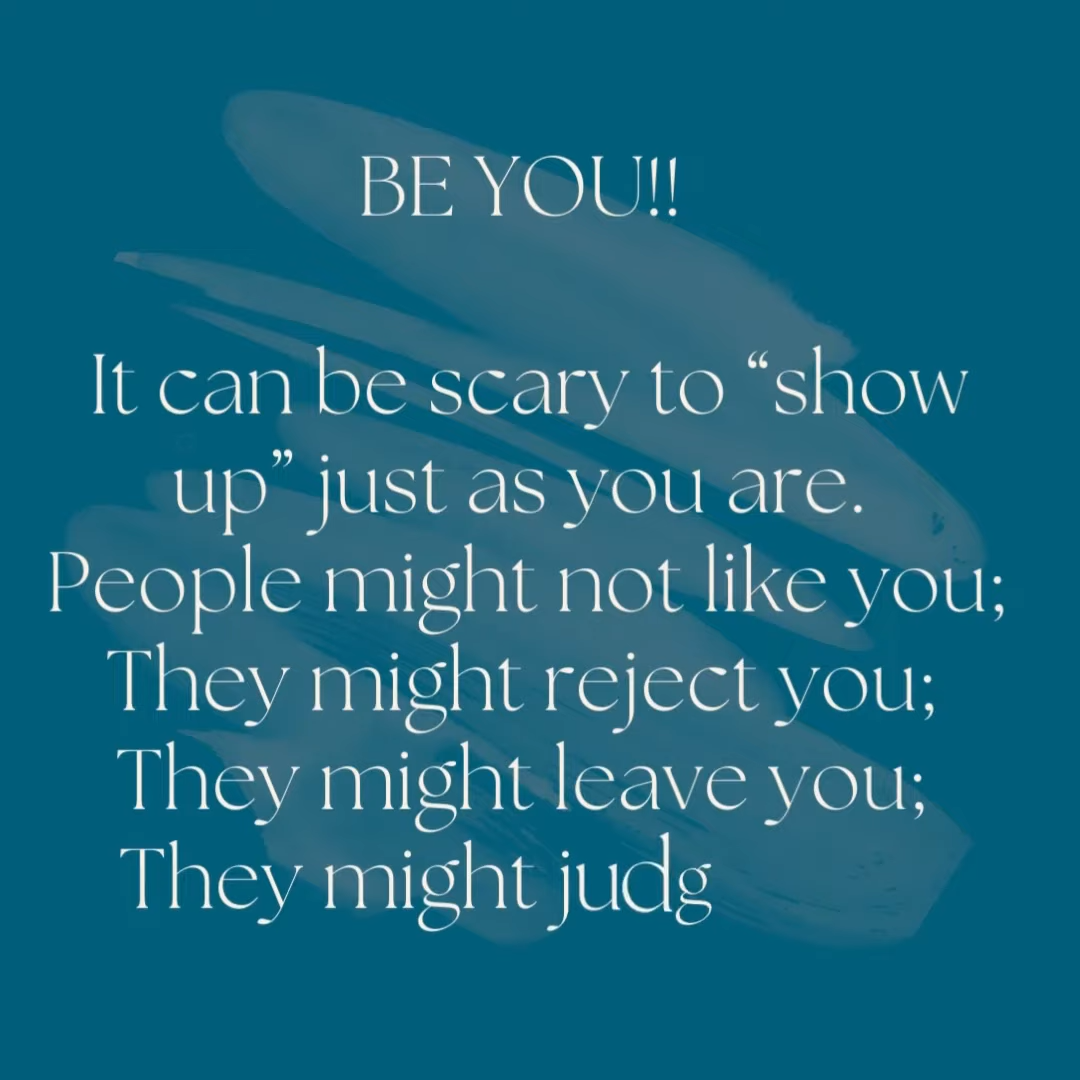 BE YOU!!
It can be scary to “show
up” just as you are.
People might not like you;
They might reject you;
They might leave you;
They might judg